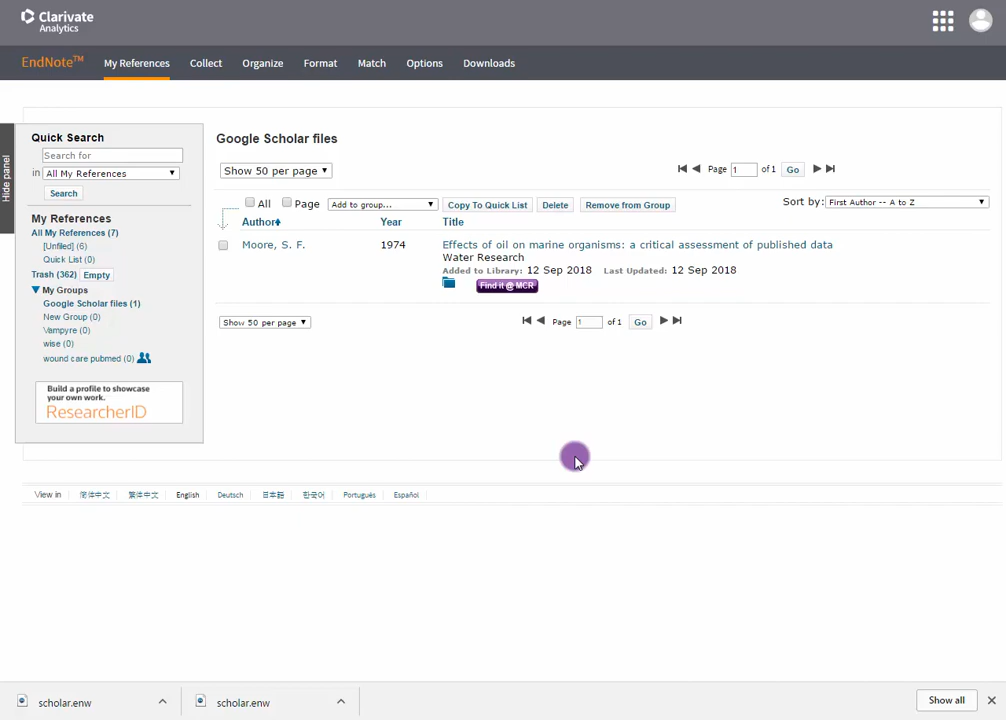 Clarivate
Analytics
EndNote™ My References Collect Organize Format Match Options Downloads
Hide panel
Quick Search
Search for
in All My References
Search
My References
All My References (7)
[Unfiled] (6)
Quick List (0)
Trash (362) Empty
My Groups
Google Scholar files (1)
New Group (0)
Vampyre (0)
wise (0)
wound care pubmed (0)
Build a profile to showcase
your own work.
ResearcherID
Google Scholar files
Show 50 per page
Page 1 of 1 Go
All Page Add to group... Copy To Quick List Delete Remove from Group
Sort by: First Author -- A to Z
Author Year Title
Moore, S. F. 1974 Effects of oil on marine organisms: a critical assessment of published data
Water Research
Added to Library: 12 Sep 2018 Last Updated: 12 Sep 2018
Find it @ MCR
Show 50 per page
Page 1 of 1 Go
View in 简体中文 繁體中文 English Deutsch 日本語 한국어 Português Español
scholar.enw scholar.enw Show all